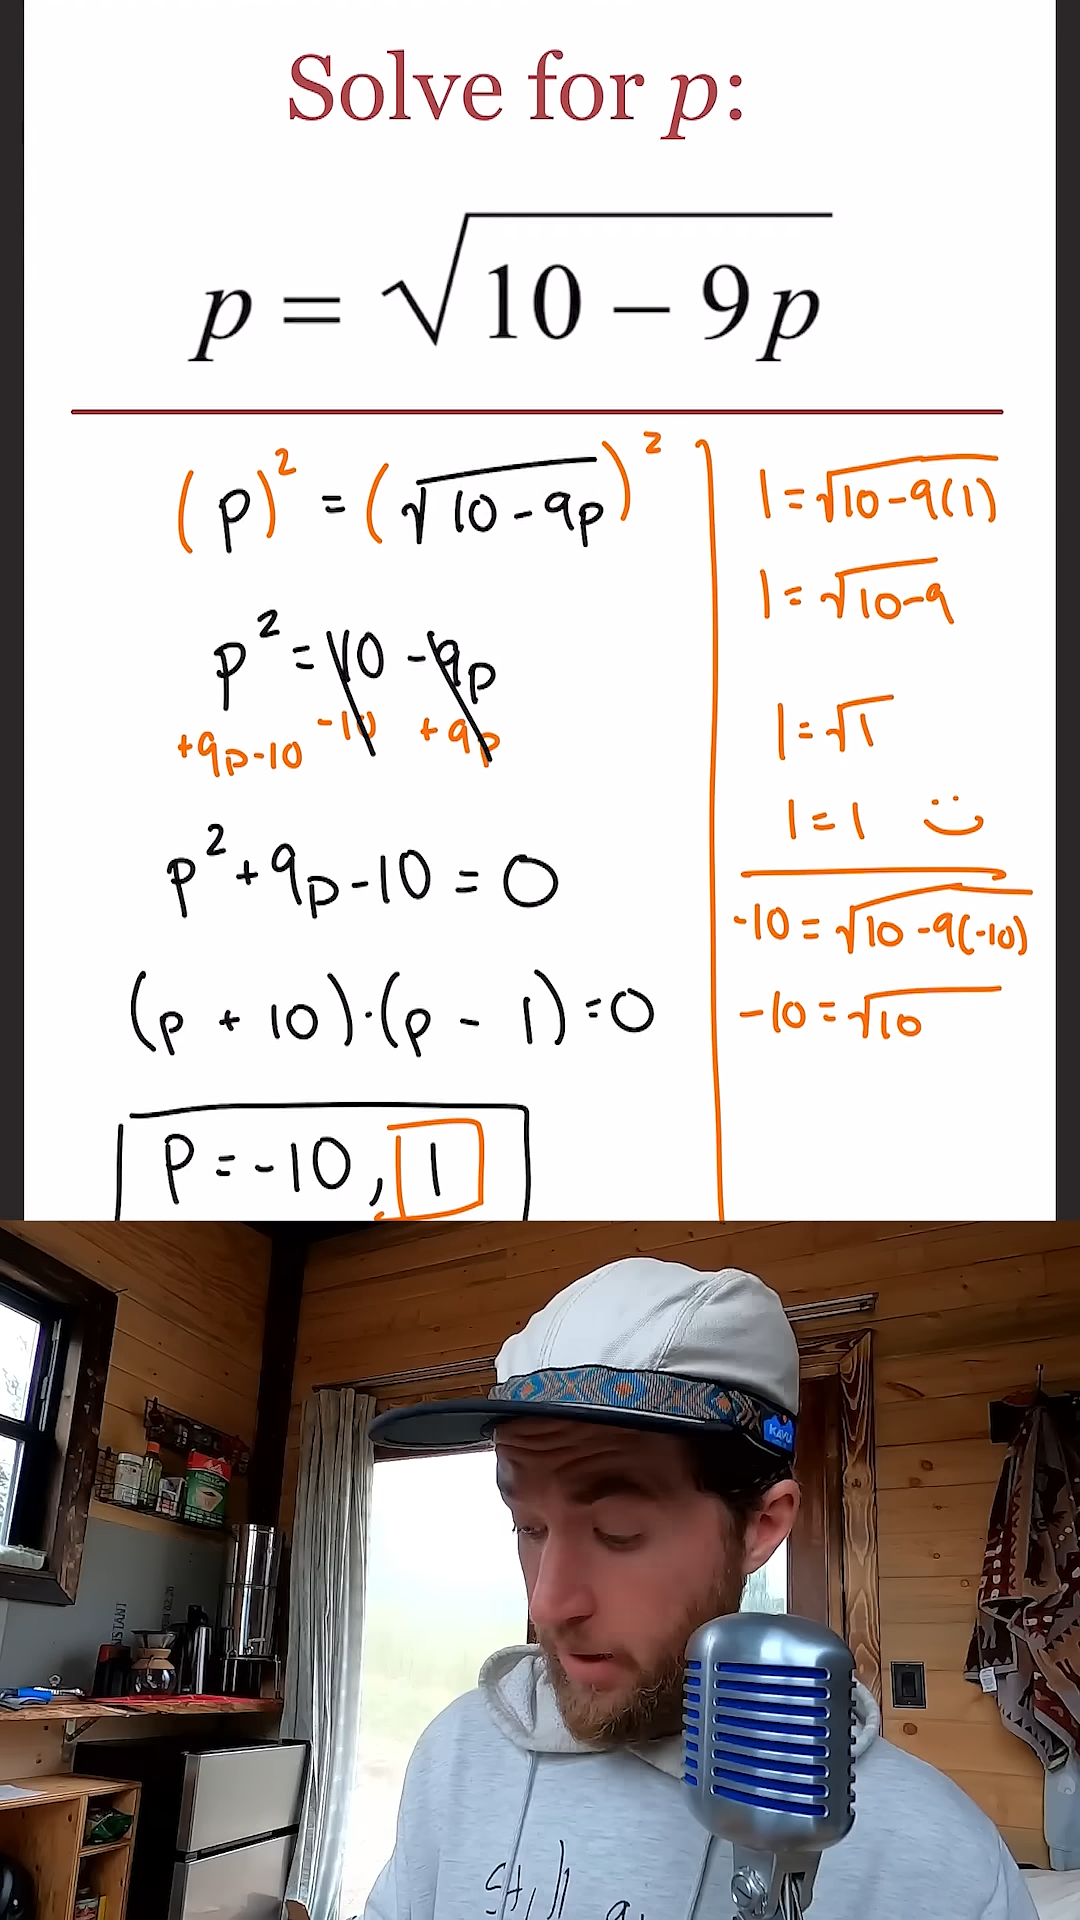 Solve for p:
p = √10 − 9p
(p)² = (√10 - 9p)²
p² = 10 - 9p
+9p-10 -10 +9p
p² + 9p - 10 = 0
(p + 10)·(p - 1) = 0
P = -10, 1
1 = √10-9(1)
1 = √10-9
1 = √1
1 = 1
-10 = √10-9(-10)
-10 = √10
KAVU
Still a